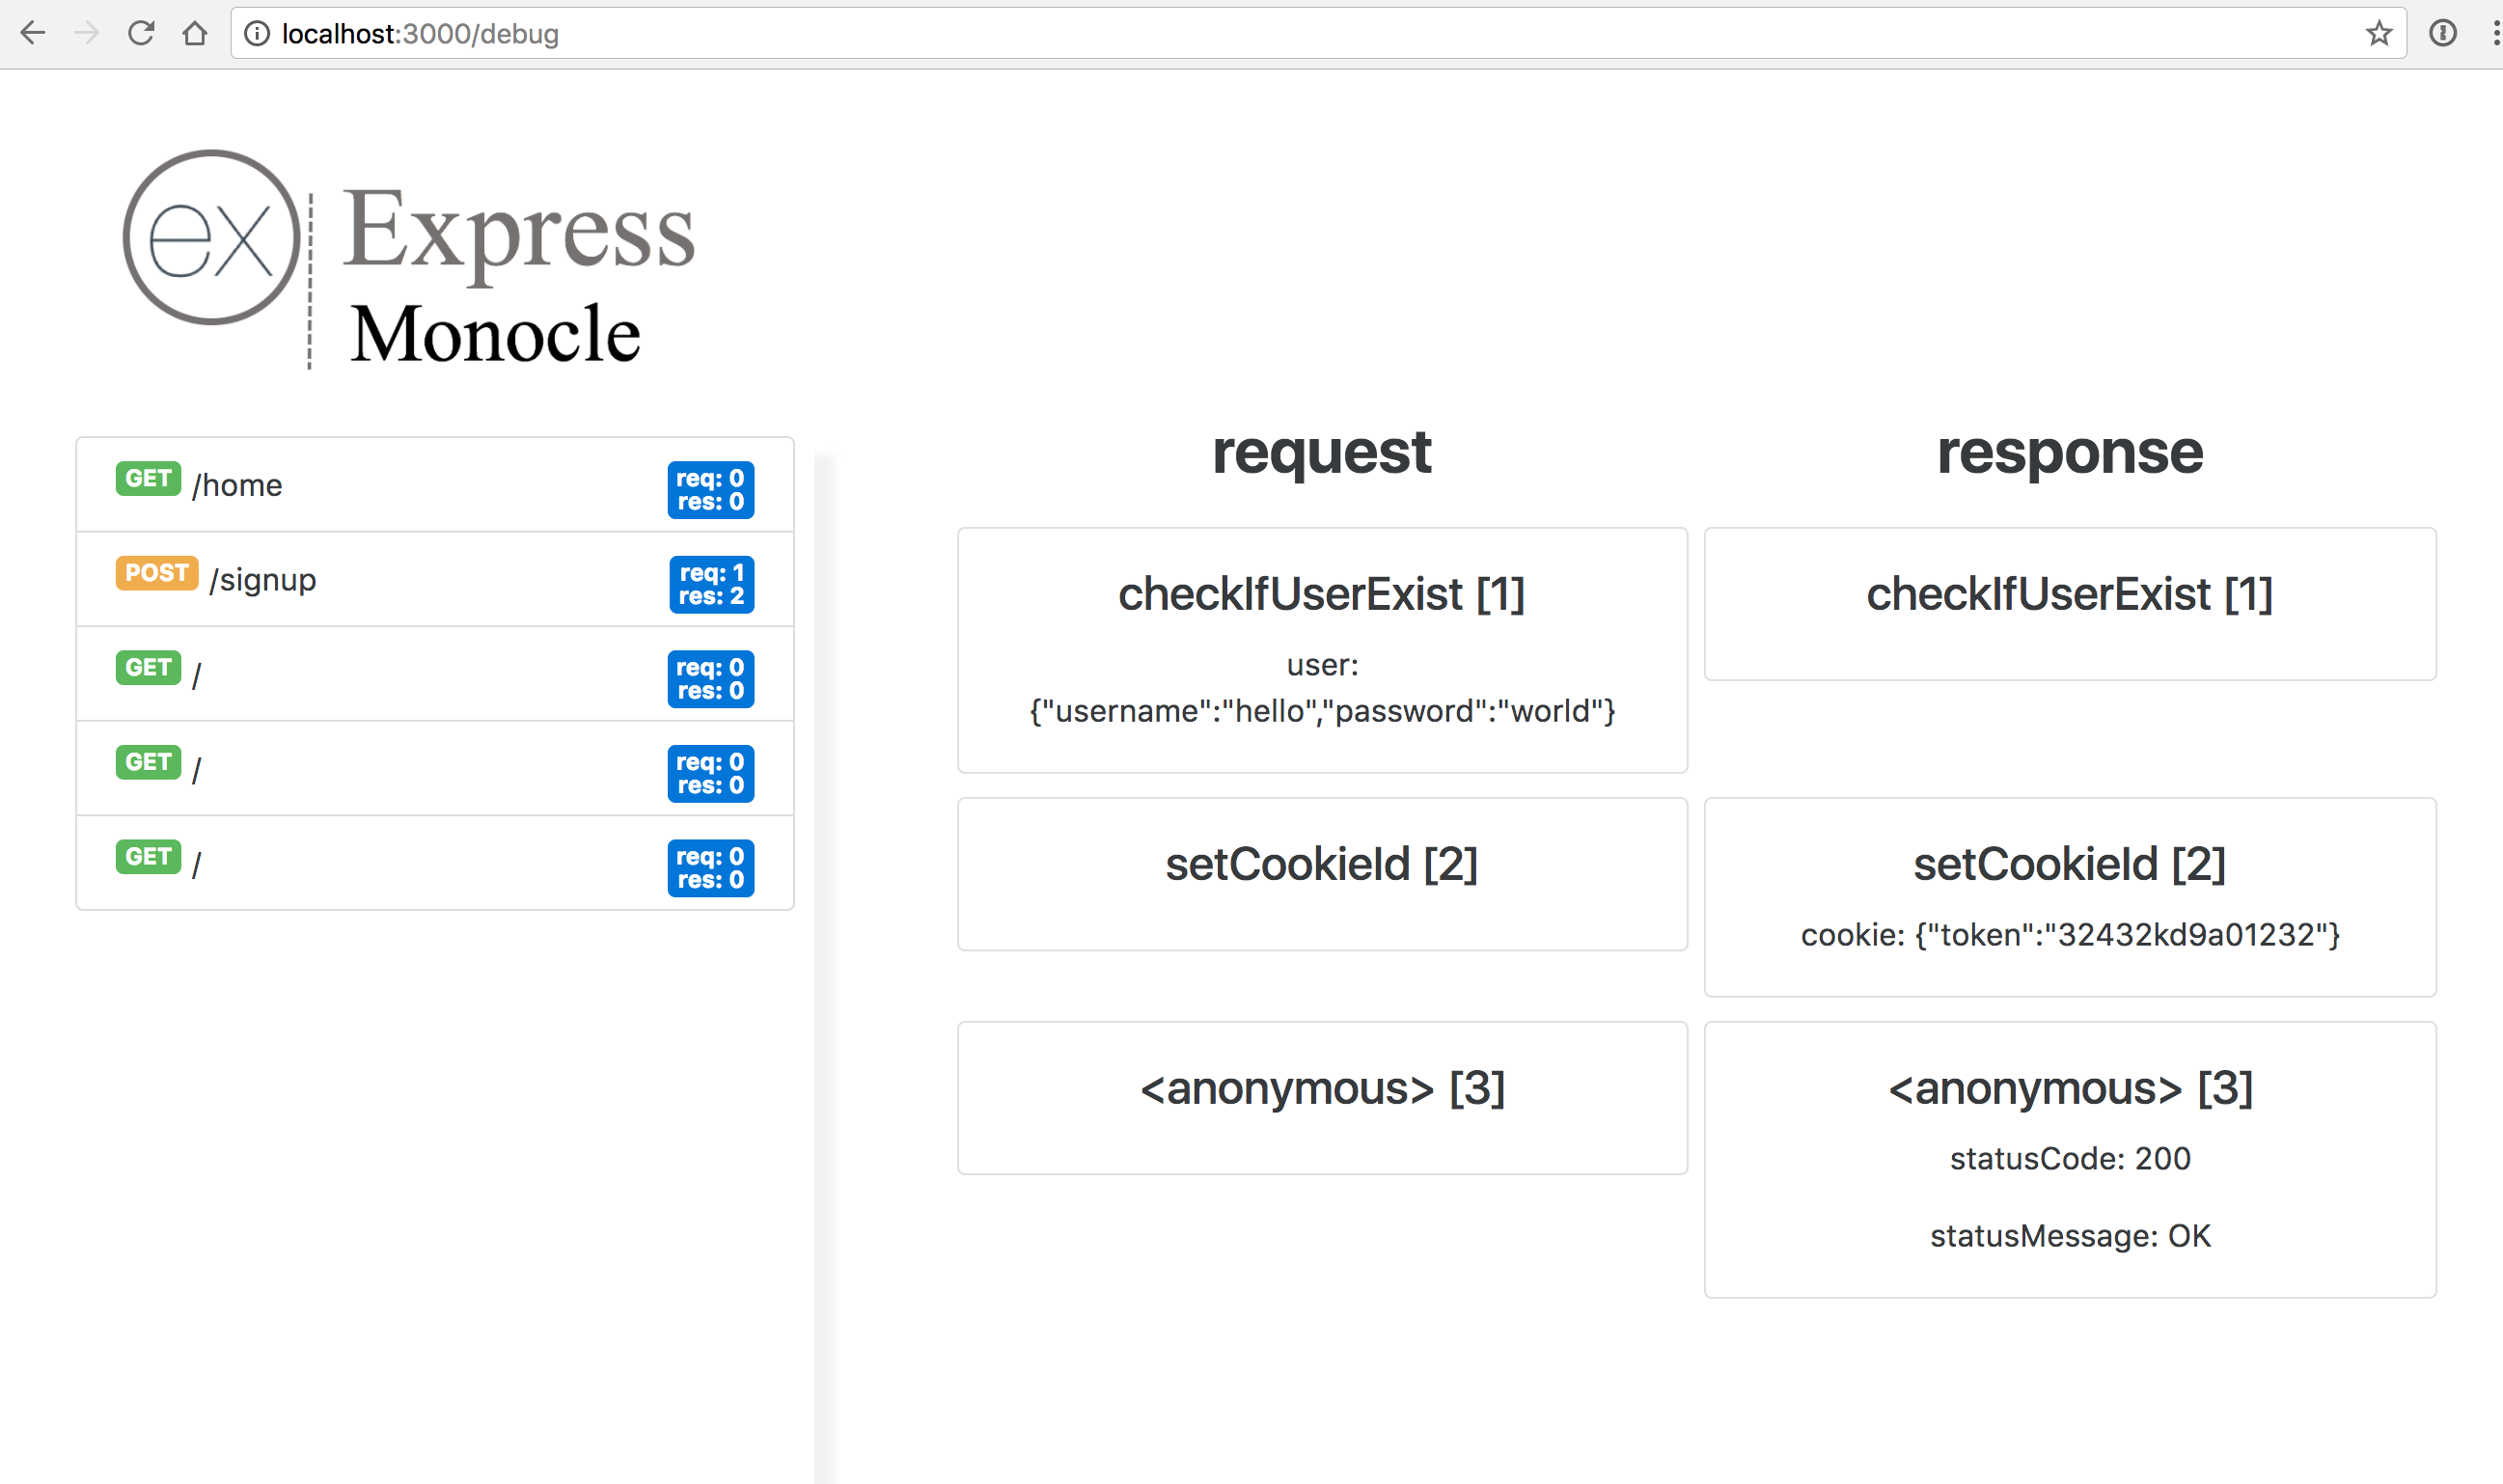 localhost:3000/debug
ex
Express
Monocle
GET /home
req: 0
res: 0
POST /signup
req: 1
res: 2
GET /
req: 0
res: 0
GET /
req: 0
res: 0
GET /
req: 0
res: 0
request
response
checkIfUserExist [1]
user:
{"username":"hello","password":"world"}
checkIfUserExist [1]
setCookieId [2]
setCookieId [2]
cookie: {"token":"32432kd9a01232"}
<anonymous> [3]
<anonymous> [3]
statusCode: 200
statusMessage: OK